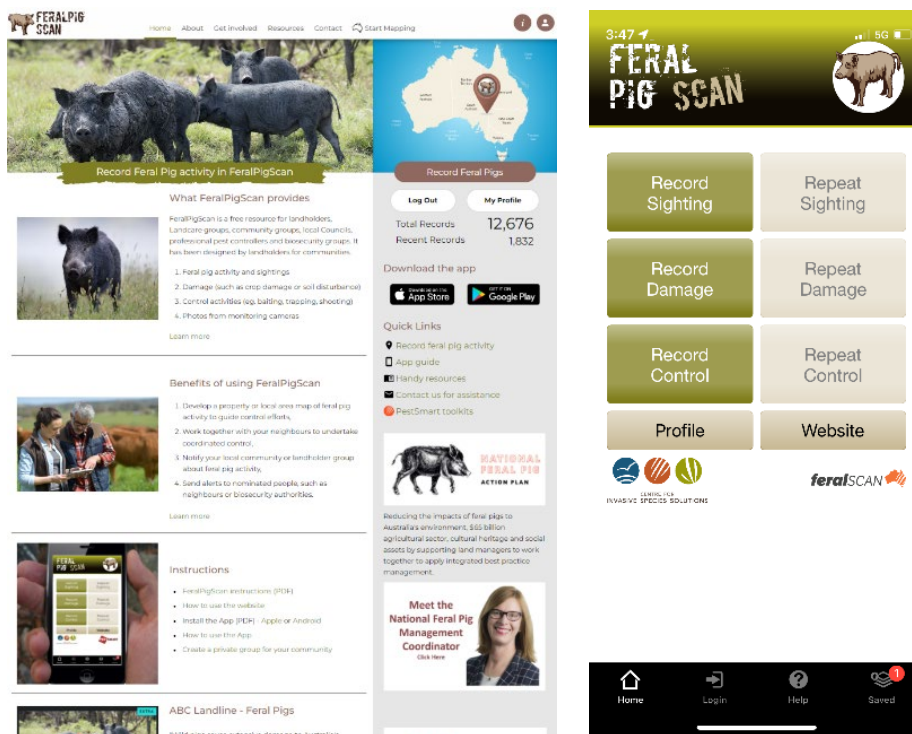 FERALPIG
SCAN
Home About Get Involved Resources Contact Start Mapping
Record Feral Pig activity in FeralPigScan
What FeralPigScan provides
FeralPigScan is a free resource for landholders,
Landcare groups, community groups, local Councils,
professional pest controllers and biosecurity groups. It
has been designed by landholders for communities.
1. Feral pig activity and sightings
2. Damage (such as crop damage or soil disturbance)
3. Control activities (eg. baiting, trapping, shooting)
4. Photos from monitoring cameras
Learn more
Benefits of using FeralPigScan
1. Develop a property or local area map of feral pig
activity to guide control efforts,
2. Work together with your neighbours to undertake
coordinated control,
3. Notify your local community or landholder group
about feral pig activity,
4. Send alerts to nominated people, such as
neighbours or biosecurity authorities.
Learn more
FERAL
PIG SCAN
Instructions
• FeralPigScan instructions (PDF)
• How to use the website
• Install the App (PDF) - Apple or Android
• How to use the App
• Create a private group for your community
ABC Landline - Feral Pigs
Record Feral Pigs
Log Out My Profile
Total Records 12,676
Recent Records 1,832
Download the app
Download on the
App Store
GET IT ON
Google Play
Quick Links
Record feral pig activity
App guide
Handy resources
Contact us for assistance
PestSmart toolkits
NATIONAL
FERAL PIG
ACTION PLAN
Reducing the impacts of feral pigs to
Australia's environment, $65 billion
agricultural sector, cultural heritage and social
assets by supporting land managers to work
together to apply integrated best practice
management.
Meet the
National Feral Pig
Management
Coordinator
Click Here
3:47 5G
FERAL
PIG SCAN
Record
Sighting
Repeat
Sighting
Record
Damage
Repeat
Damage
Record
Control
Repeat
Control
Profile Website
CENTRE FOR
INVASIVE SPECIES SOLUTIONS
feralSCAN
1
Home Login Help Saved